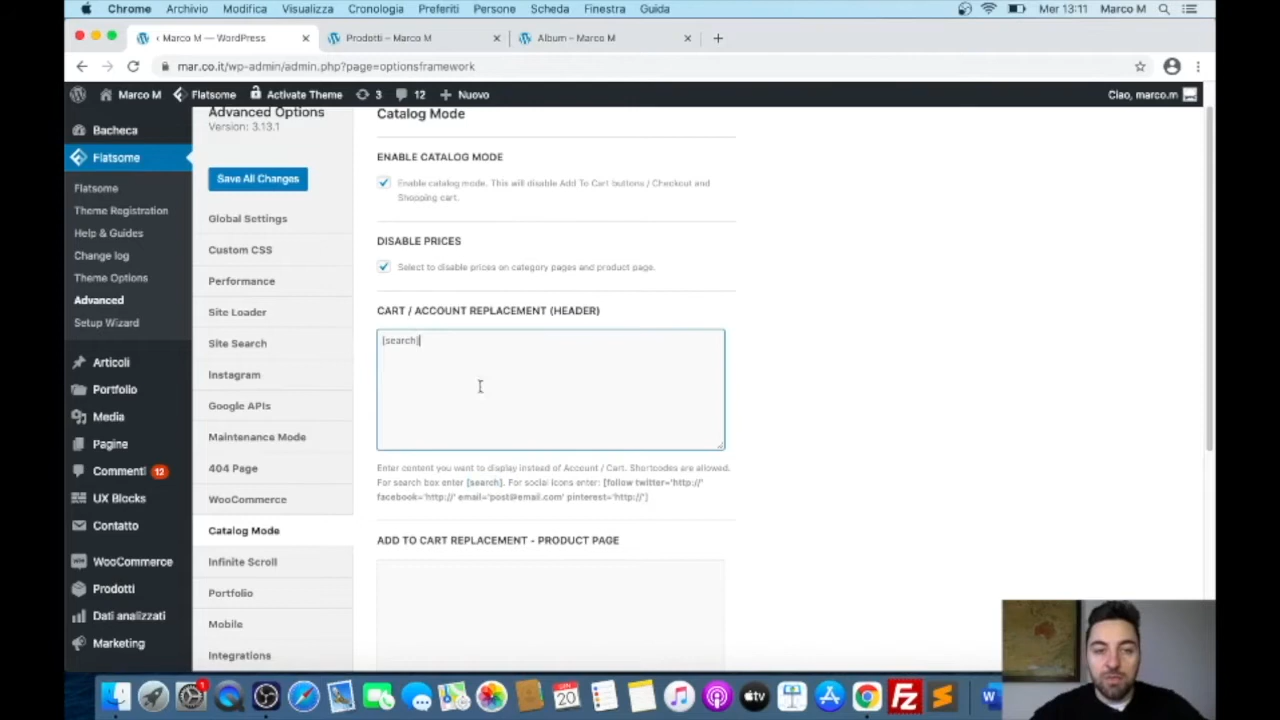 Chrome Archivio Modifica Visualizza Cronologia Preferiti Persone Scheda Finestra Guida Mer 13:11 Marco M
‹ Marco M — WordPress Prodotti – Marco M Album – Marco M
mar.co.it/wp-admin/admin.php?page=optionsframework
Marco M Flatsome Activate Theme 3 12 Nuovo Ciao, marco.m
Bacheca
Flatsome
Flatsome
Theme Registration
Help & Guides
Change log
Theme Options
Advanced
Setup Wizard
Articoli
Portfolio
Media
Pagine
Commenti 12
UX Blocks
Contatto
WooCommerce
Prodotti
Dati analizzati
Marketing
Advanced Options
Version: 3.13.1
Save All Changes
Global Settings
Custom CSS
Performance
Site Loader
Site Search
Instagram
Google APIs
Maintenance Mode
404 Page
WooCommerce
Catalog Mode
Infinite Scroll
Portfolio
Mobile
Integrations
Catalog Mode
ENABLE CATALOG MODE
Enable catalog mode. This will disable Add To Cart buttons / Checkout and
Shopping cart.
DISABLE PRICES
Select to disable prices on category pages and product page.
CART / ACCOUNT REPLACEMENT (HEADER)
[search]
Enter content you want to display instead of Account / Cart. Shortcodes are allowed.
For search box enter [search]. For social icons enter: [follow twitter='http://'
facebook='http://' email='post@email.com' pinterest='http://']
ADD TO CART REPLACEMENT - PRODUCT PAGE
1
20
tv
W